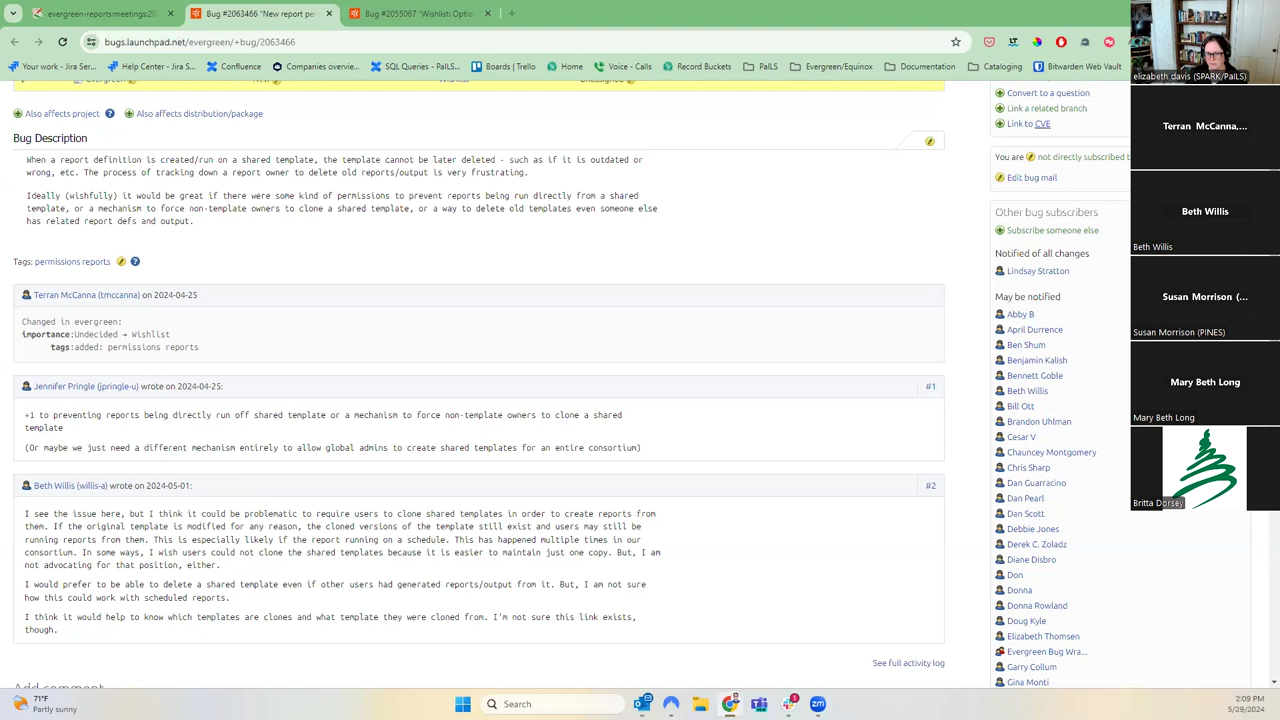 evergreen-reports:meetings:20
Bug #2063466 "New report pe
Bug #2055067 "Wishlist: Optio
bugs.launchpad.net/evergreen/+bug/2063466
Your work - Jira Ser...
Help Center - PaILS...
Confluence
SQL Queries - PaILS...
Board | Trello
Home
Voice - Calls
Record Buckets
PaILS
Evergreen/Equinox
Documentation
Cataloging
Bitwarden Web Vault
Also affects project
Also affects distribution/package
Bug Description
When a report definition is created/run on a shared template, the template cannot be later deleted - such as if it is outdated or
wrong, etc. The process of tracking down a report owner to delete old reports/output is very frustrating.
Ideally (wishfully) it would be great if there were some kind of permissions to prevent reports being run directly from a shared
template, or a mechanism to force non-template owners to clone a shared template, or a way to delete old templates even someone else
has related report defs and output.
Tags: permissions reports
Terran McCanna (tmccanna) on 2024-04-25
Changed in evergreen:
importance:Undecided → Wishlist
tags:added: permissions reports
Jennifer Pringle (jpringle-u) wrote on 2024-04-25:
#1
+1 to preventing reports being directly run off shared template or a mechanism to force non-template owners to clone a shared
template
(Or maybe we just need a different mechanism entirely to allow global admins to create shared templates for an entire consortium)
Beth Willis (willis-a) wrote on 2024-05-01:
#2
I see the issue here, but I think it could be problematic to require users to clone shared templates in order to create reports from
them. If the original template is modified for any reason, the cloned versions of the template still exist and users may still be
running reports from them. This is especially likely if the report running on a schedule. This has happened multiple times in our
consortium. In some ways, I wish users could not clone the shared templates because it is easier to maintain just one copy. But, I am
not advocating for that position, either.
I would prefer to be able to delete a shared template even if other users had generated reports/output from it. But, I am not sure
how this could work with scheduled reports.
I think it would help to know which templates are clones and what template they were cloned from. I'm not sure this link exists,
though.
See full activity log
Add comment
Convert to a question
Link a related branch
Link to CVE
You are not directly subscribed t
Edit bug mail
Other bug subscribers
Subscribe someone else
Notified of all changes
Lindsay Stratton
May be notified
Abby B
April Durrence
Ben Shum
Benjamin Kalish
Bennett Goble
Beth Willis
Bill Ott
Brandon Uhlman
Cesar V
Chauncey Montgomery
Chris Sharp
Dan Guarracino
Dan Pearl
Dan Scott
Debbie Jones
Derek C. Zoladz
Diane Disbro
Don
Donna
Donna Rowland
Doug Kyle
Elizabeth Thomsen
Evergreen Bug Wra...
Garry Collum
Gina Monti
elizabeth davis (SPARK/PaILS)
Terran McCanna,...
Beth Willis
Beth Willis
Susan Morrison (...
Susan Morrison (PINES)
Mary Beth Long
Mary Beth Long
Britta Dorsey
71°F
Partly sunny
Search
2:09 PM
5/29/2024